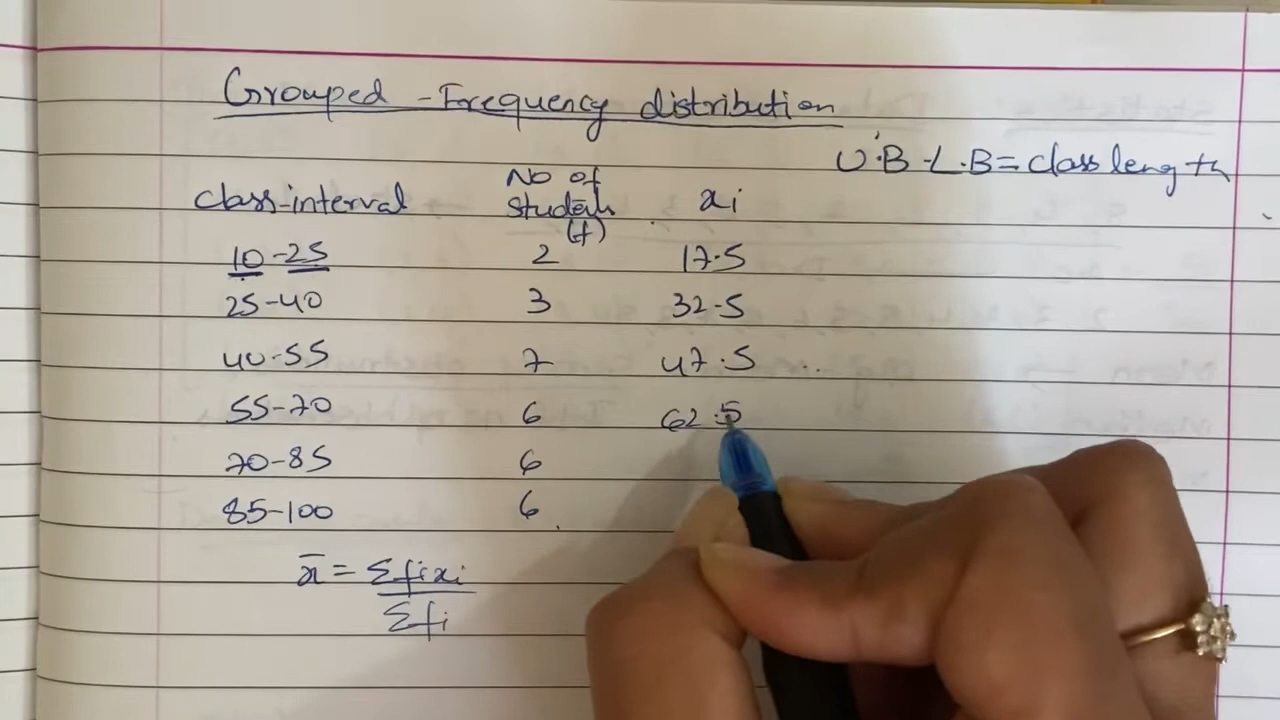 Grouped - Frequency distribution
U.B - L.B = class length
class-interval No of Students (f) xi
10-25 2 17.5
25-40 3 32.5
40-55 7 47.5 ..
55-70 6 62.5
70-85 6
85-100 6
x̄ = Σfixi
Σfi